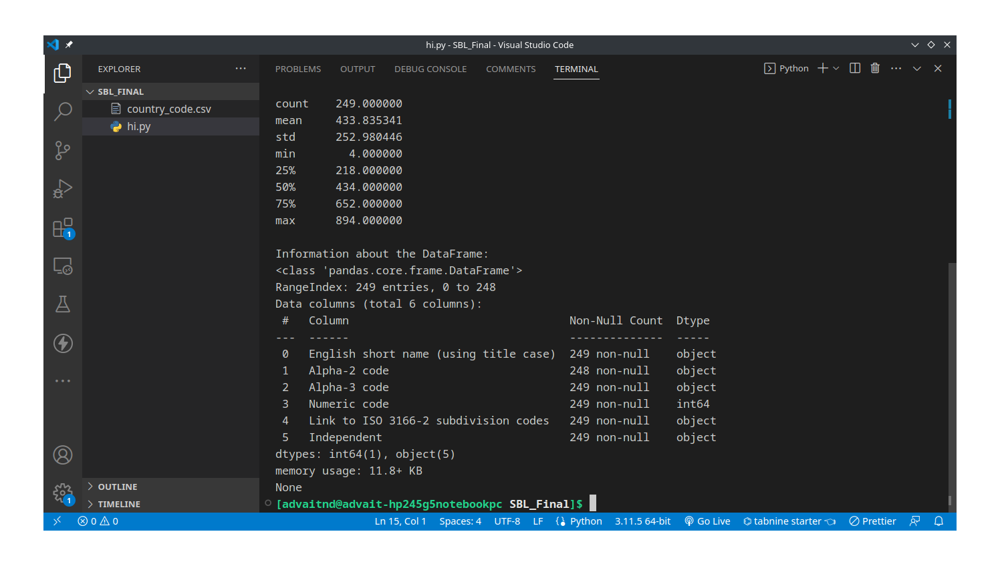 hi.py - SBL_Final - Visual Studio Code
EXPLORER
SBL_FINAL
country_code.csv
hi.py
OUTLINE
TIMELINE
1
1
PROBLEMS OUTPUT DEBUG CONSOLE COMMENTS TERMINAL
Python
count    249.000000
mean     433.835341
std      252.980446
min        4.000000
25%      218.000000
50%      434.000000
75%      652.000000
max      894.000000
Information about the DataFrame:
<class 'pandas.core.frame.DataFrame'>
RangeIndex: 249 entries, 0 to 248
Data columns (total 6 columns):
 #   Column                                 Non-Null Count  Dtype
---  ------                                 --------------  -----
 0   English short name (using title case)  249 non-null    object
 1   Alpha-2 code                           248 non-null    object
 2   Alpha-3 code                           249 non-null    object
 3   Numeric code                           249 non-null    int64
 4   Link to ISO 3166-2 subdivision codes   249 non-null    object
 5   Independent                            249 non-null    object
dtypes: int64(1), object(5)
memory usage: 11.8+ KB
None
[advaitnd@advait-hp245g5notebookpc SBL_Final]$
0 0 Ln 15, Col 1 Spaces: 4 UTF-8 LF Python 3.11.5 64-bit Go Live tabnine starter Prettier